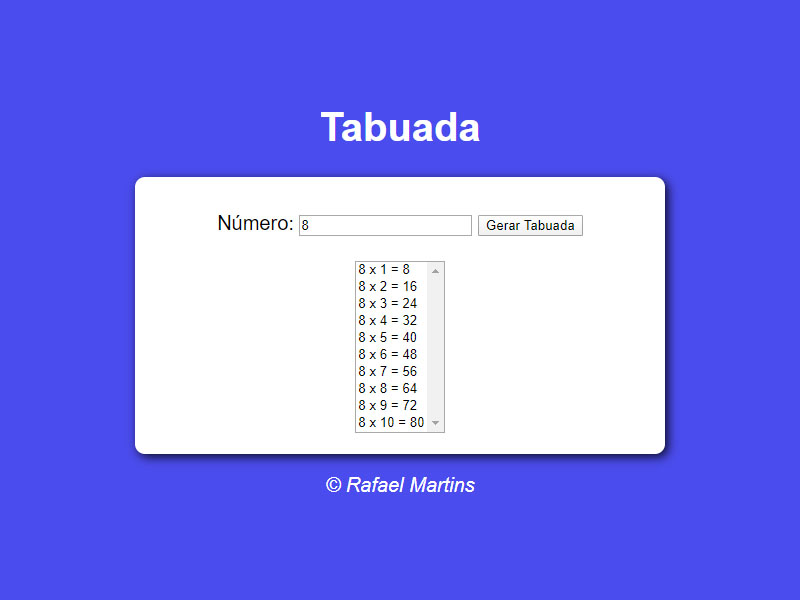 Tabuada
Número: 8 Gerar Tabuada
8 x 1 = 8
8 x 2 = 16
8 x 3 = 24
8 x 4 = 32
8 x 5 = 40
8 x 6 = 48
8 x 7 = 56
8 x 8 = 64
8 x 9 = 72
8 x 10 = 80
© Rafael Martins